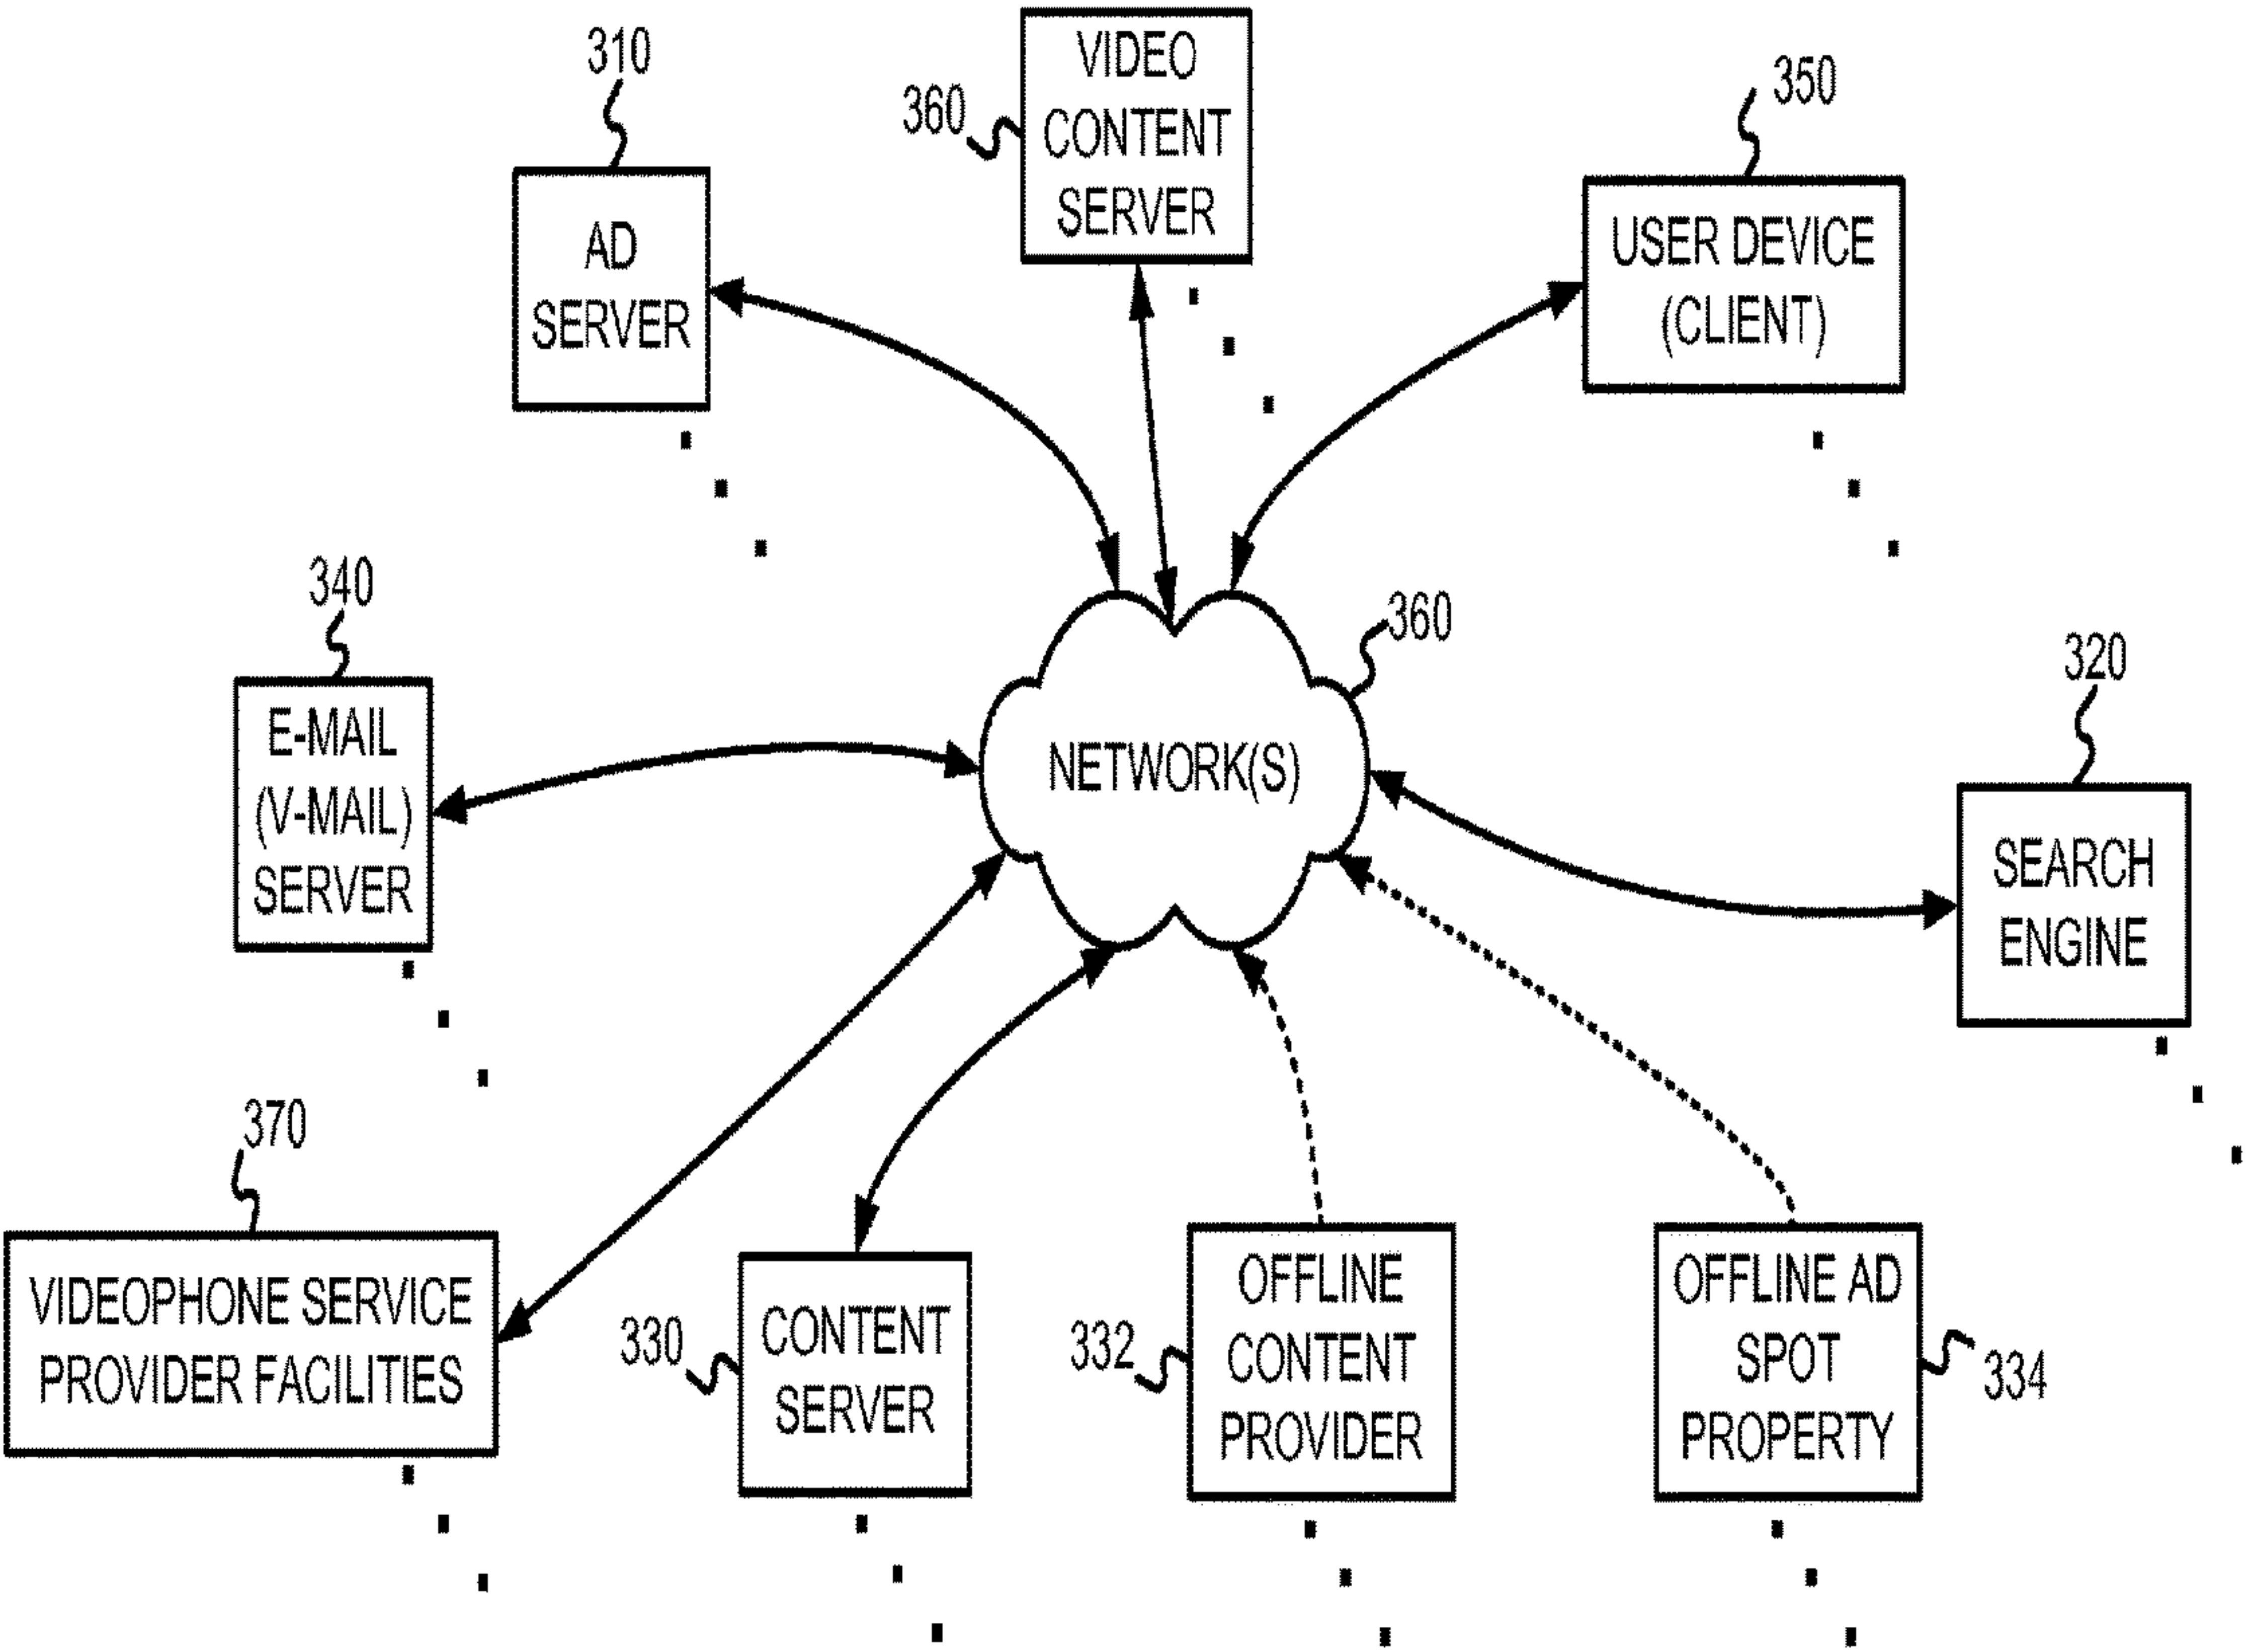 310
AD
SERVER
360
VIDEO
CONTENT
SERVER
350
USER DEVICE
(CLIENT)
340
E-MAIL
(V-MAIL)
SERVER
360
NETWORK(S)
320
SEARCH
ENGINE
370
VIDEOPHONE SERVICE
PROVIDER FACILITIES
330
CONTENT
SERVER
332
OFFLINE
CONTENT
PROVIDER
OFFLINE AD
SPOT
PROPERTY
334